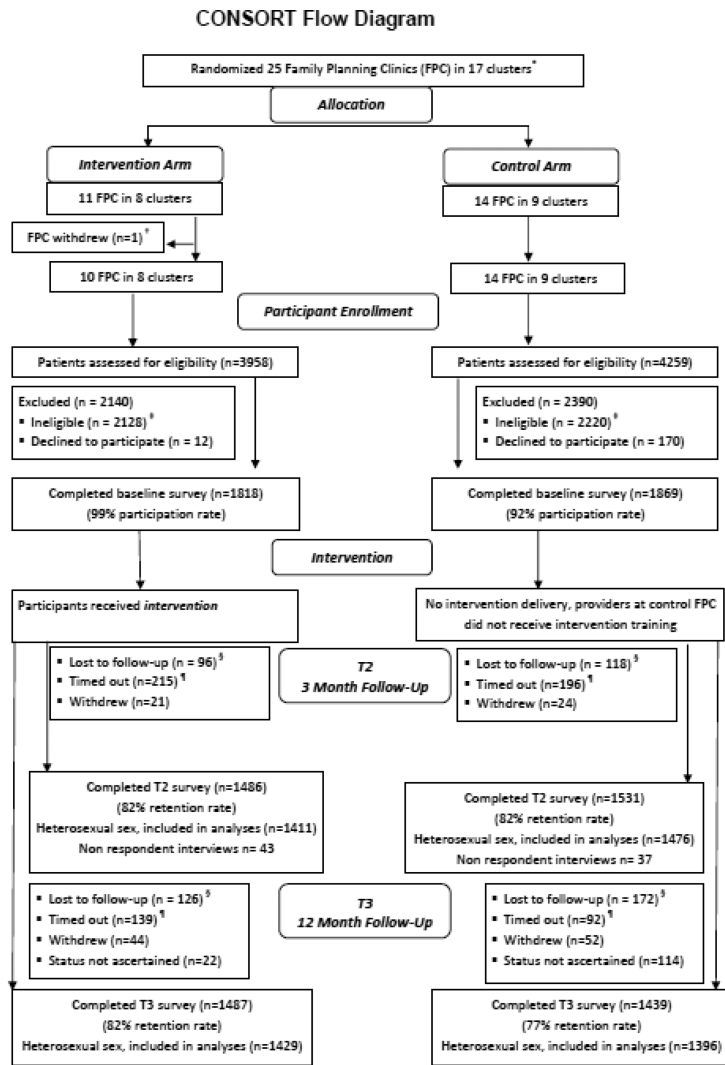 CONSORT Flow Diagram
Randomized 25 Family Planning Clinics (FPC) in 17 clusters*
Allocation
Intervention Arm
11 FPC in 8 clusters
FPC withdrew (n=1)†
10 FPC in 8 clusters
Control Arm
14 FPC in 9 clusters
14 FPC in 9 clusters
Participant Enrollment
Patients assessed for eligibility (n=3958)
Excluded (n = 2140)
▪ Ineligible (n = 2128)‡
▪ Declined to participate (n = 12)
Completed baseline survey (n=1818)
(99% participation rate)
Patients assessed for eligibility (n=4259)
Excluded (n = 2390)
▪ Ineligible (n = 2220)‡
▪ Declined to participate (n = 170)
Completed baseline survey (n=1869)
(92% participation rate)
Intervention
Participants received intervention
No intervention delivery, providers at control FPC
did not receive intervention training
T2
3 Month Follow-Up
▪ Lost to follow-up (n = 96)§
▪ Timed out (n=215)¶
▪ Withdrew (n=21)
▪ Lost to follow-up (n = 118)§
▪ Timed out (n=196)¶
▪ Withdrew (n=24)
Completed T2 survey (n=1486)
(82% retention rate)
Heterosexual sex, included in analyses (n=1411)
Non respondent interviews n= 43
Completed T2 survey (n=1531)
(82% retention rate)
Heterosexual sex, included in analyses (n=1476)
Non respondent interviews n= 37
T3
12 Month Follow-Up
▪ Lost to follow-up (n = 126)§
▪ Timed out (n=139)¶
▪ Withdrew (n=44)
▪ Status not ascertained (n=22)
▪ Lost to follow-up (n = 172)§
▪ Timed out (n=92)¶
▪ Withdrew (n=52)
▪ Status not ascertained (n=114)
Completed T3 survey (n=1487)
(82% retention rate)
Heterosexual sex, included in analyses (n=1429)
Completed T3 survey (n=1439)
(77% retention rate)
Heterosexual sex, included in analyses (n=1396)